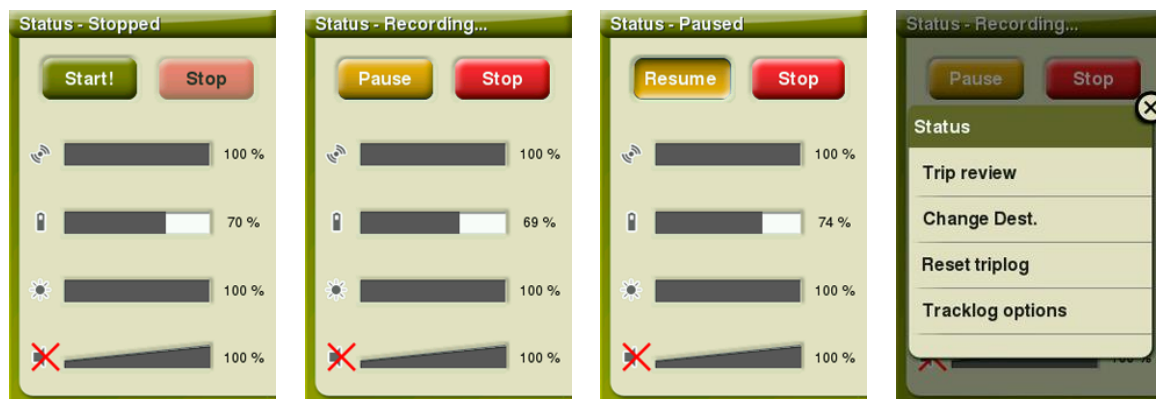 Status - Stopped
Start! Stop
100 %
70 %
100 %
100 %
Status - Recording...
Pause Stop
100 %
69 %
100 %
100 %
Status - Paused
Resume Stop
100 %
74 %
100 %
100 %
Status - Recording...
Pause Stop
Status
Trip review
Change Dest.
Reset triplog
Tracklog options
100 %